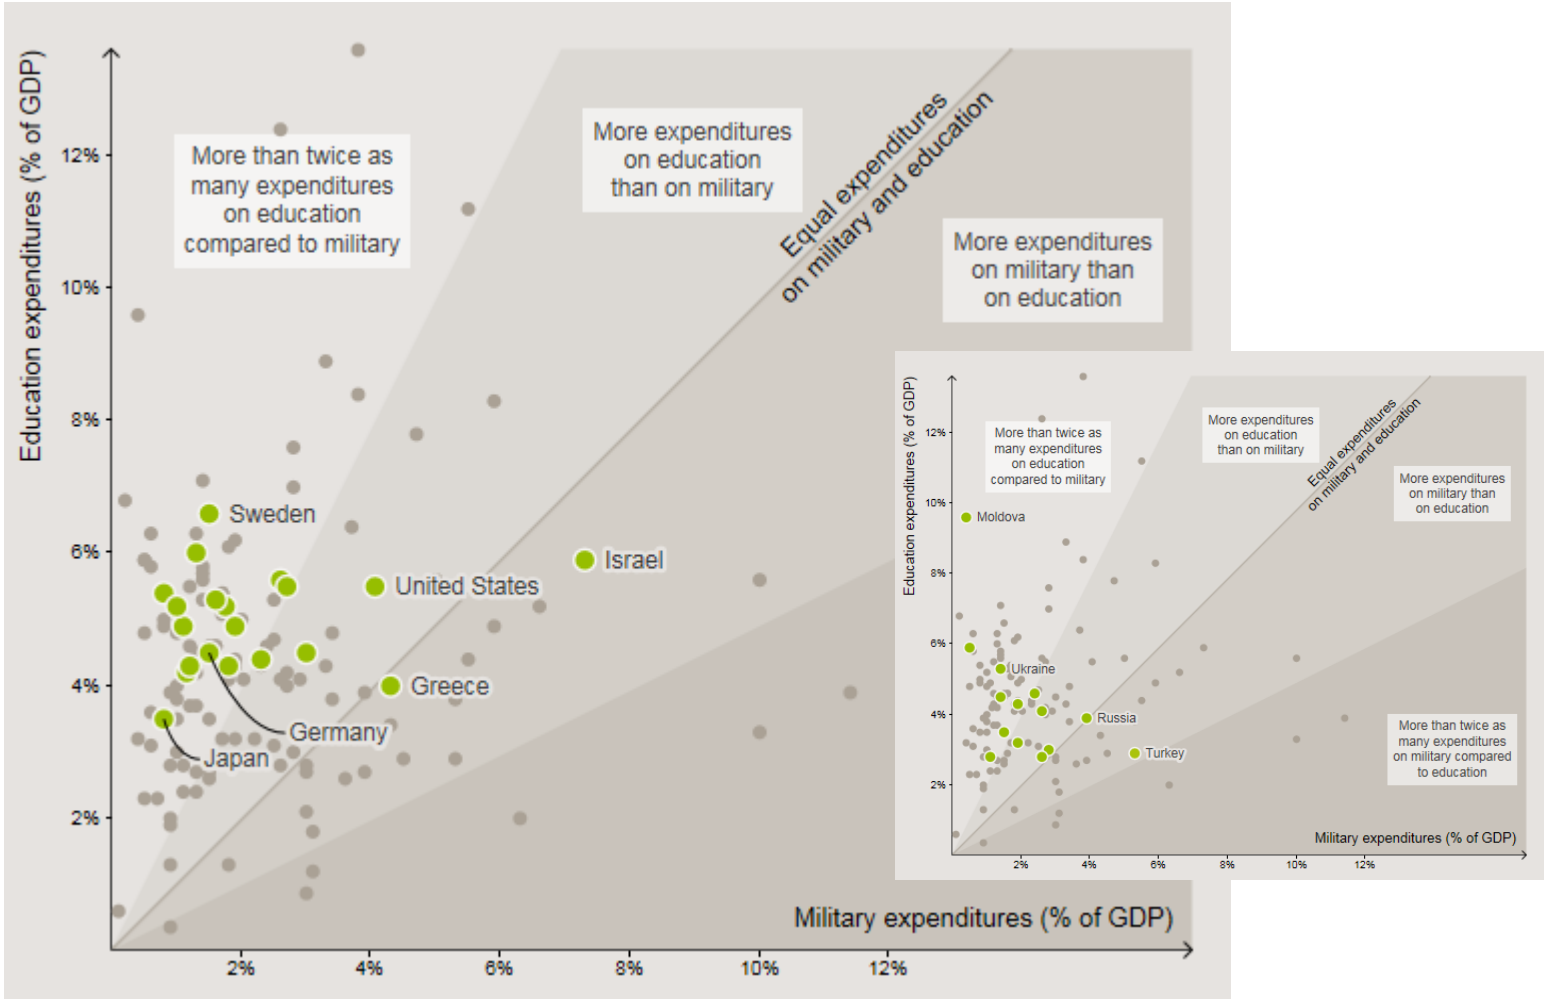 Education expenditures (% of GDP)
12%
10%
8%
6%
4%
2%
More than twice as
many expenditures
on education
compared to military
More expenditures
on education
than on military
Equal expenditures
on military and education
More expenditures
on military than
on education
Sweden
Israel
United States
Greece
Germany
Japan
Military expenditures (% of GDP)
2%
4%
6%
8%
10%
12%
Education expenditures (% of GDP)
12%
10%
8%
6%
4%
2%
More than twice as
many expenditures
on education
compared to military
More expenditures
on education
than on military
Equal expenditures
on military and education
More expenditures
on military than
on education
Moldova
Ukraine
Russia
Turkey
More than twice as
many expenditures
on military compared
to education
Military expenditures (% of GDP)
2%
4%
6%
8%
10%
12%